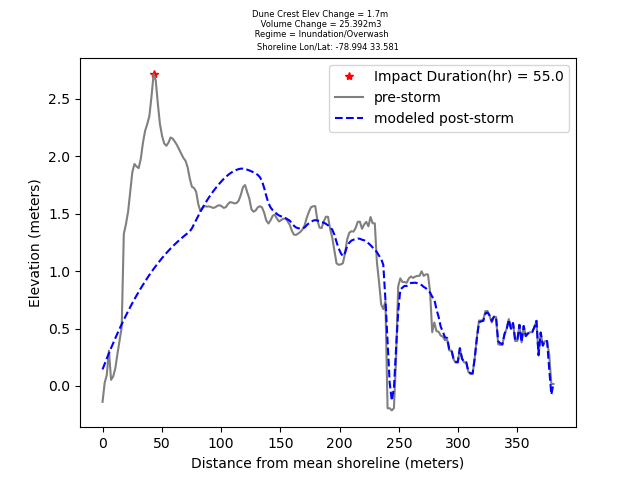 Dune Crest Elev Change = 1.7m
Volume Change = 25.392m3
Regime = Inundation/Overwash
Shoreline Lon/Lat: -78.994 33.581
Impact Duration(hr) = 55.0
pre-storm
modeled post-storm
Elevation (meters)
2.5
2.0
1.5
1.0
0.5
0.0
0 50 100 150 200 250 300 350
Distance from mean shoreline (meters)